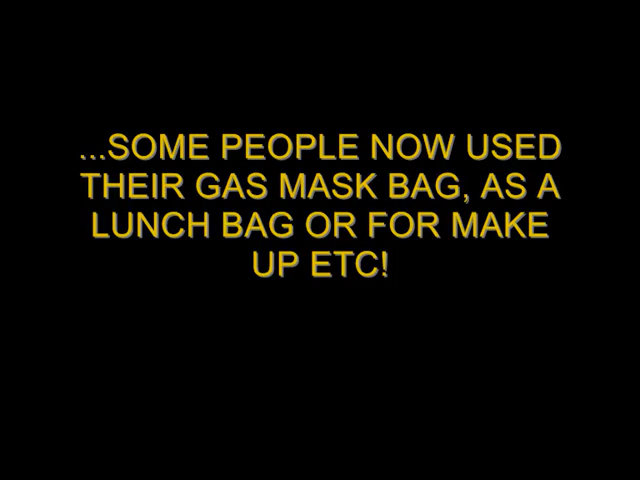 ...SOME PEOPLE NOW USED
THEIR GAS MASK BAG, AS A
LUNCH BAG OR FOR MAKE
UP ETC!